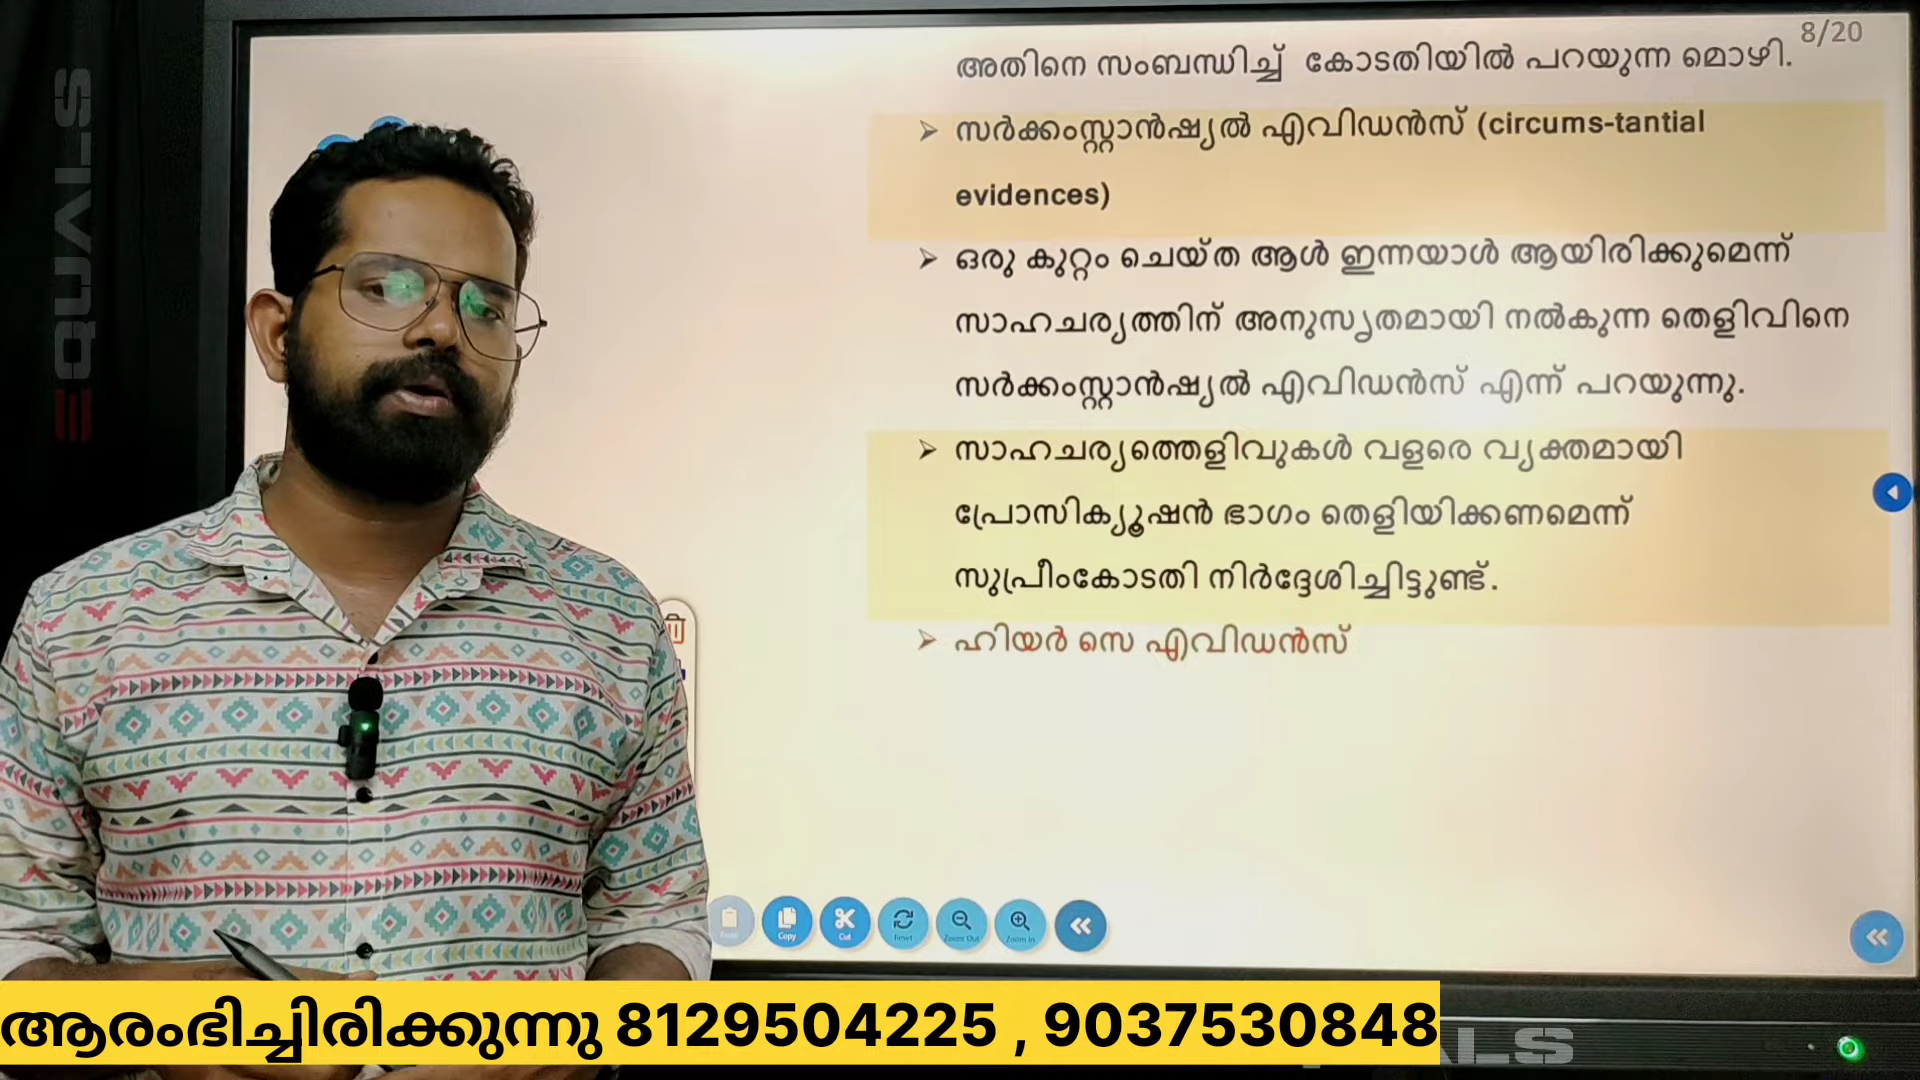 8/20
അതിനെ സംബന്ധിച്ച് കോടതിയിൽ പറയുന്ന മൊഴി.
➢ സർക്കംസ്റ്റാൻഷ്യൽ എവിഡൻസ് (circums-tantial
evidences)
➢ ഒരു കുറ്റം ചെയ്ത ആൾ ഇന്നയാൾ ആയിരിക്കുമെന്ന്
സാഹചര്യത്തിന് അനുസൃതമായി നൽകുന്ന തെളിവിനെ
സർക്കംസ്റ്റാൻഷ്യൽ എവിഡൻസ് എന്ന് പറയുന്നു.
➢ സാഹചര്യത്തെളിവുകൾ വളരെ വ്യക്തമായി
പ്രോസിക്യൂഷൻ ഭാഗം തെളിയിക്കണമെന്ന്
സുപ്രീംകോടതി നിർദ്ദേശിച്ചിട്ടുണ്ട്.
➢ ഹിയർ സെ എവിഡൻസ്
EQUALS
Copy
Cut
Reset
Zoom Out
Zoom In
ആരംഭിച്ചിരിക്കുന്നു 8129504225 , 9037530848